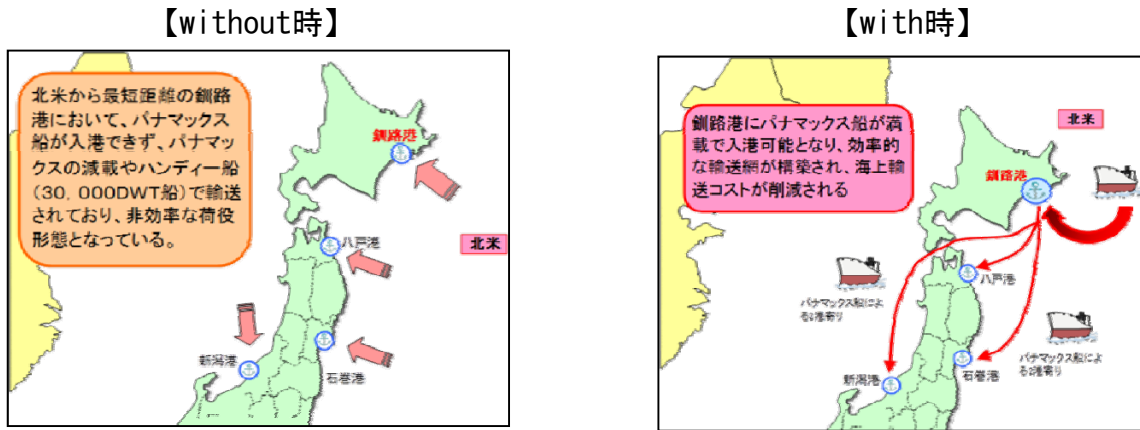 【without時】
北米から最短距離の釧路
港において、パナマックス
船が入港できず、パナマッ
クスの減載やハンディー船
(30,000DWT船)で輸送
されており、非効率な荷役
形態となっている。
釧路港
北米
八戸港
新潟港
石巻港
【with時】
釧路港にパナマックス船が満
載で入港可能となり、効率的
な輸送網が構築され、海上輸
送コストが削減される
北米
釧路港
八戸港
パナマックス船によ
る2港寄り
パナマックス船によ
る2港寄り
新潟港
石巻港